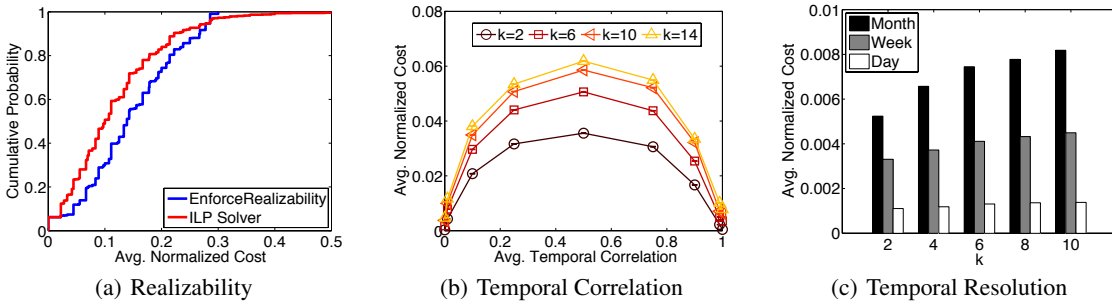 1
0.8
0.6
0.4
0.2
0
0 0.1 0.2 0.3 0.4 0.5
Cumulative Probability
Avg. Normalized Cost
EnforceRealizability
ILP Solver
(a) Realizability
0.08
0.06
0.04
0.02
0
0 0.2 0.4 0.6 0.8 1
Avg. Normalized Cost
Avg. Temporal Correlation
k=2 k=6 k=10 k=14
(b) Temporal Correlation
0.01
0.008
0.006
0.004
0.002
0
2 4 6 8 10
Avg. Normalized Cost
k
Month
Week
Day
(c) Temporal Resolution